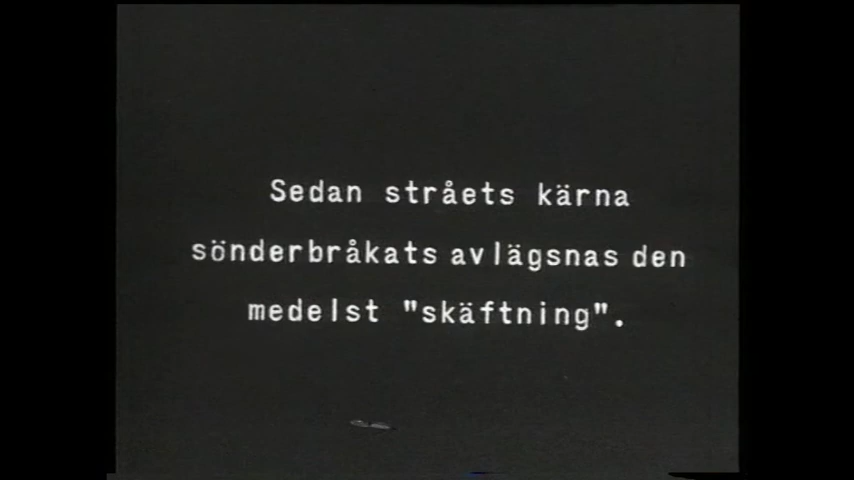 Sedan stråets kärna
sönderbråkats avlägsnas den
medelst "skäftning".